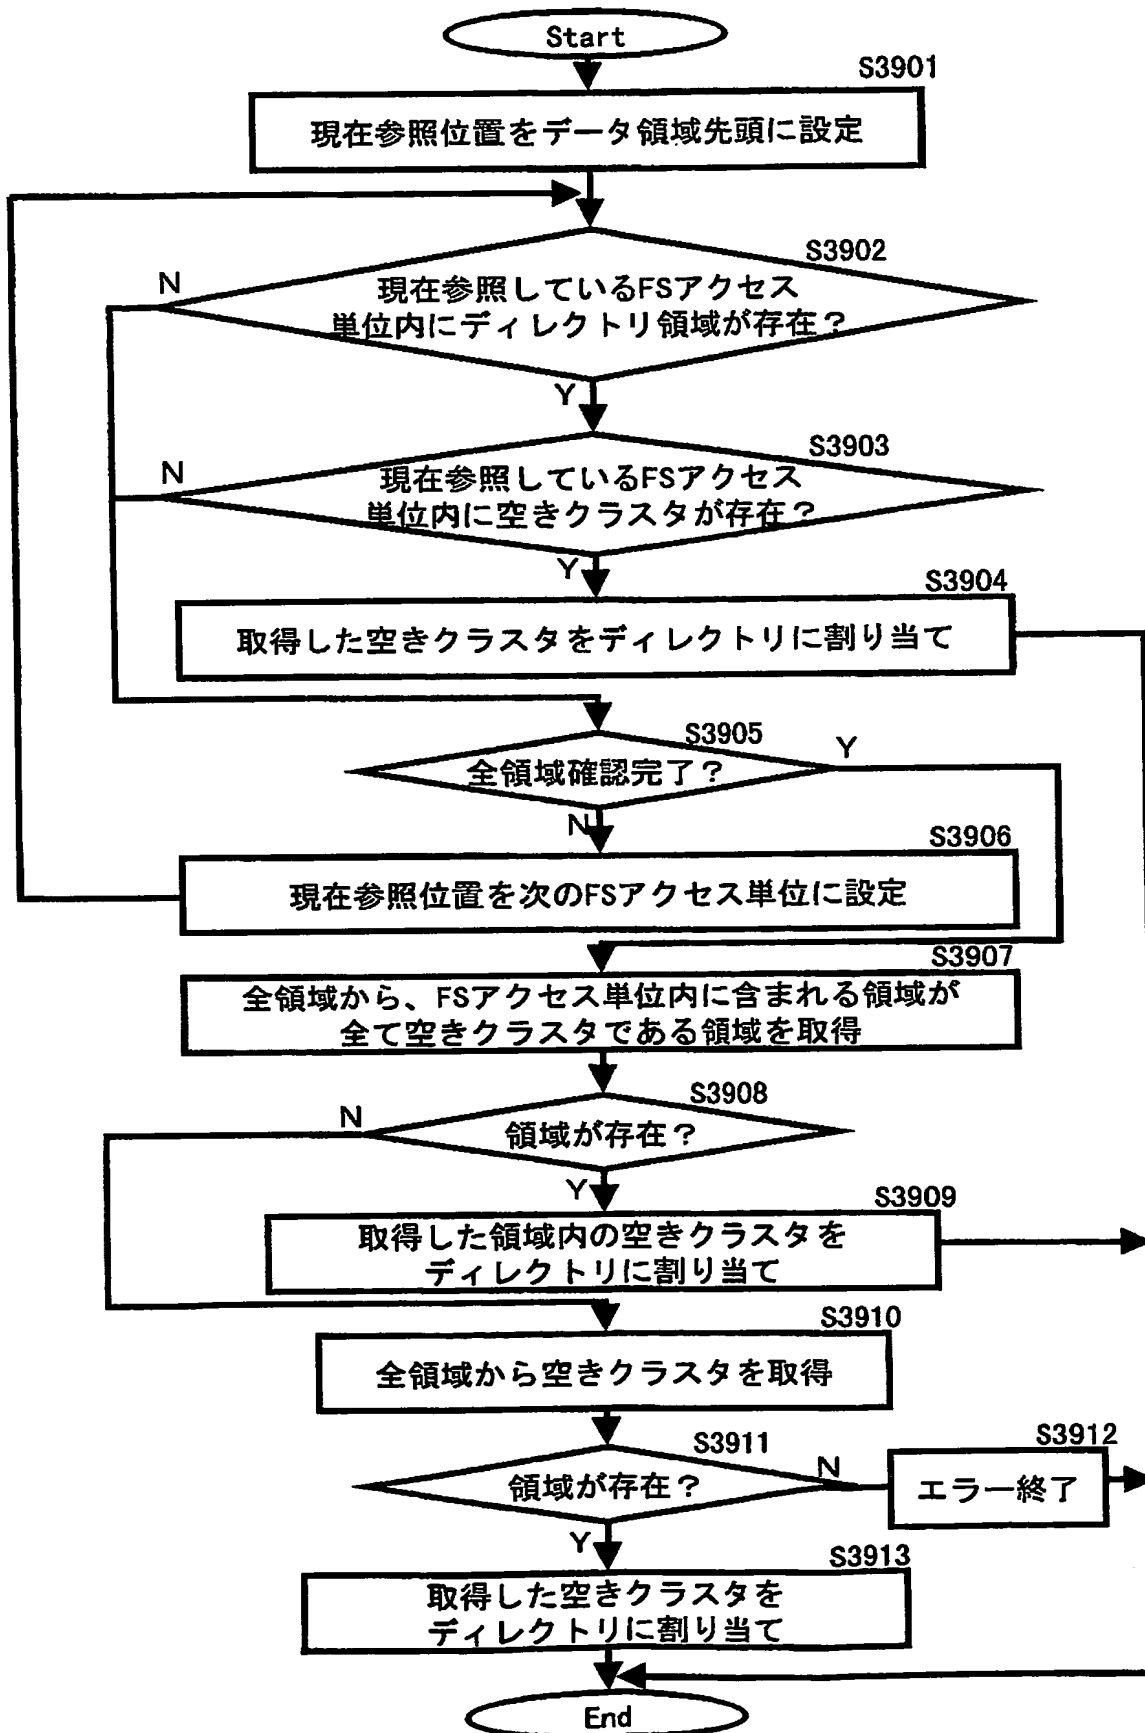 Start
S3901
現在参照位置をデータ領域先頭に設定
S3902
N
現在参照しているFSアクセス
単位内にディレクトリ領域が存在？
Y
S3903
N
現在参照しているFSアクセス
単位内に空きクラスタが存在？
Y
S3904
取得した空きクラスタをディレクトリに割り当て
S3905
Y
全領域確認完了？
N
S3906
現在参照位置を次のFSアクセス単位に設定
S3907
全領域から、FSアクセス単位内に含まれる領域が
全て空きクラスタである領域を取得
S3908
N
領域が存在？
Y
S3909
取得した領域内の空きクラスタを
ディレクトリに割り当て
S3910
全領域から空きクラスタを取得
S3911
S3912
N
領域が存在？
エラー終了
Y
S3913
取得した空きクラスタを
ディレクトリに割り当て
End